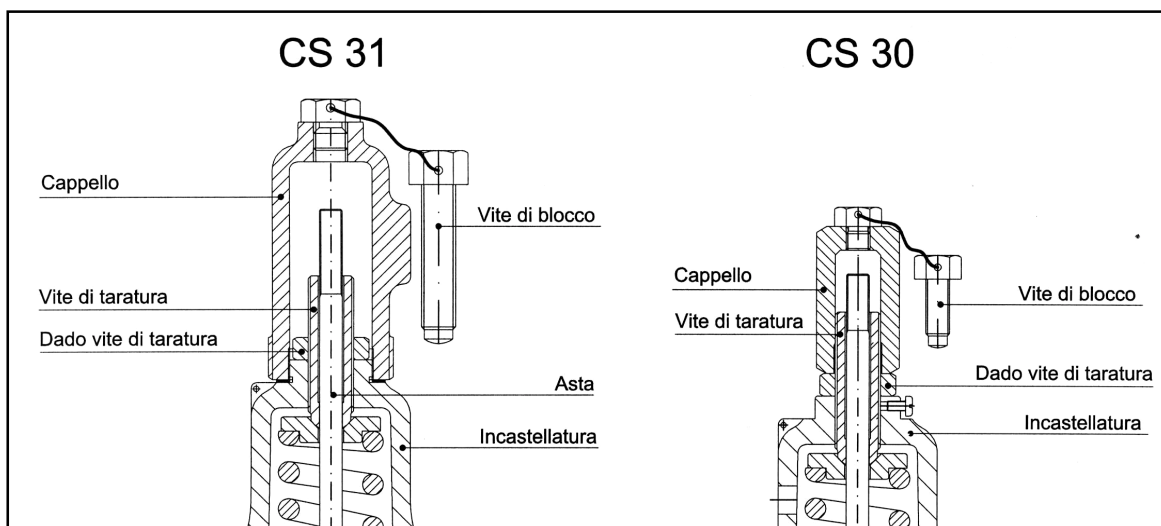 CS 31
CS 30
Cappello
Vite di blocco
Vite di taratura
Dado vite di taratura
Asta
Incastellatura
Cappello
Vite di blocco
Vite di taratura
Dado vite di taratura
Incastellatura